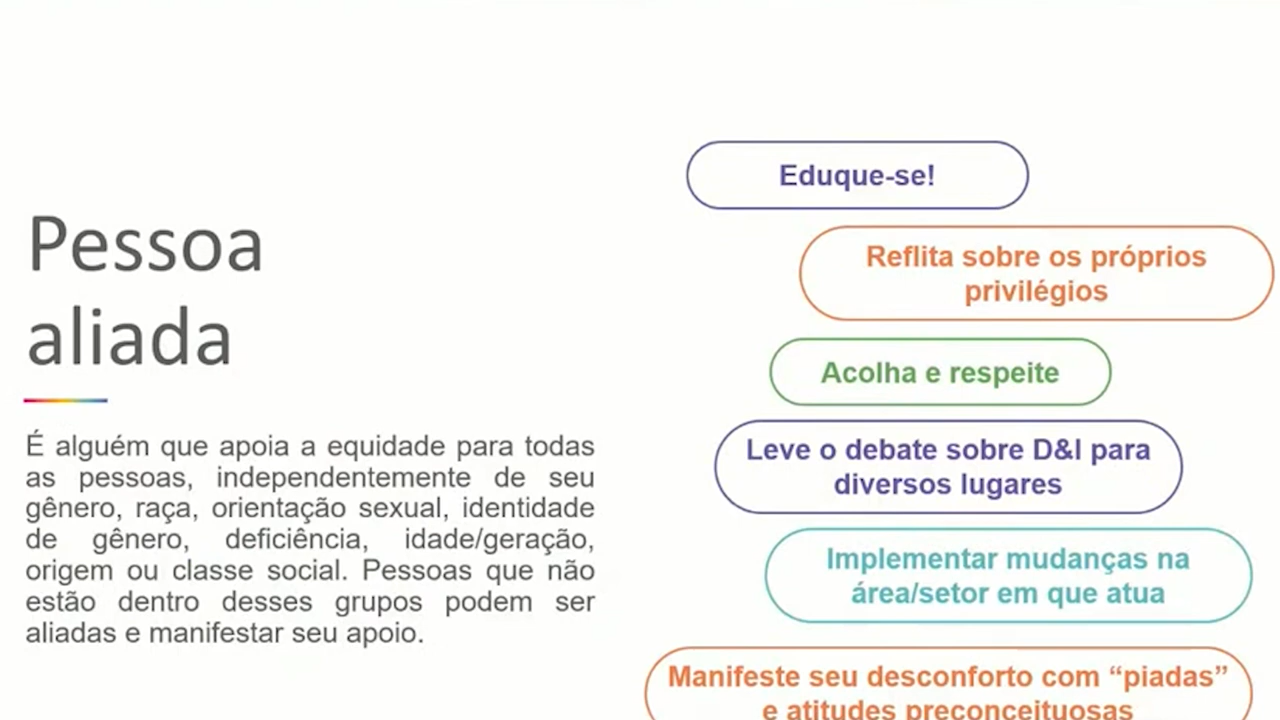 Pessoa
aliada
É alguém que apoia a equidade para todas
as pessoas, independentemente de seu
gênero, raça, orientação sexual, identidade
de gênero, deficiência, idade/geração,
origem ou classe social. Pessoas que não
estão dentro desses grupos podem ser
aliadas e manifestar seu apoio.
Eduque-se!
Reflita sobre os próprios
privilégios
Acolha e respeite
Leve o debate sobre D&I para
diversos lugares
Implementar mudanças na
área/setor em que atua
Manifeste seu desconforto com “piadas”
e atitudes preconceituosas